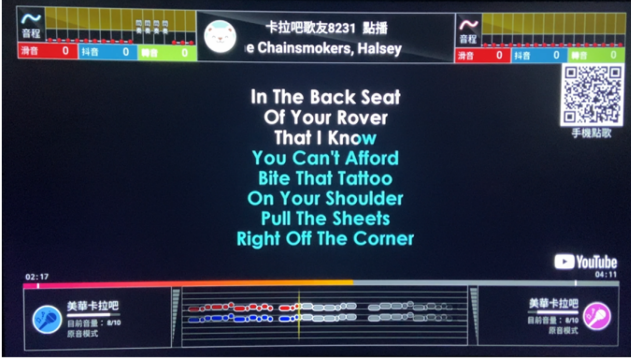 音程
滑音 0 抖音 0 轉音 0
卡拉吧歌友8231 點播
e Chainsmokers, Halsey
音程
滑音 0 抖音 0 轉音 0
手機點歌
In The Back Seat
Of Your Rover
That I Know
You Can't Afford
Bite That Tattoo
On Your Shoulder
Pull The Sheets
Right Off The Corner
YouTube
02:17
04:11
美華卡拉吧
目前音量： 8/10
原音模式
美華卡拉吧
目前音量： 8/10
原音模式